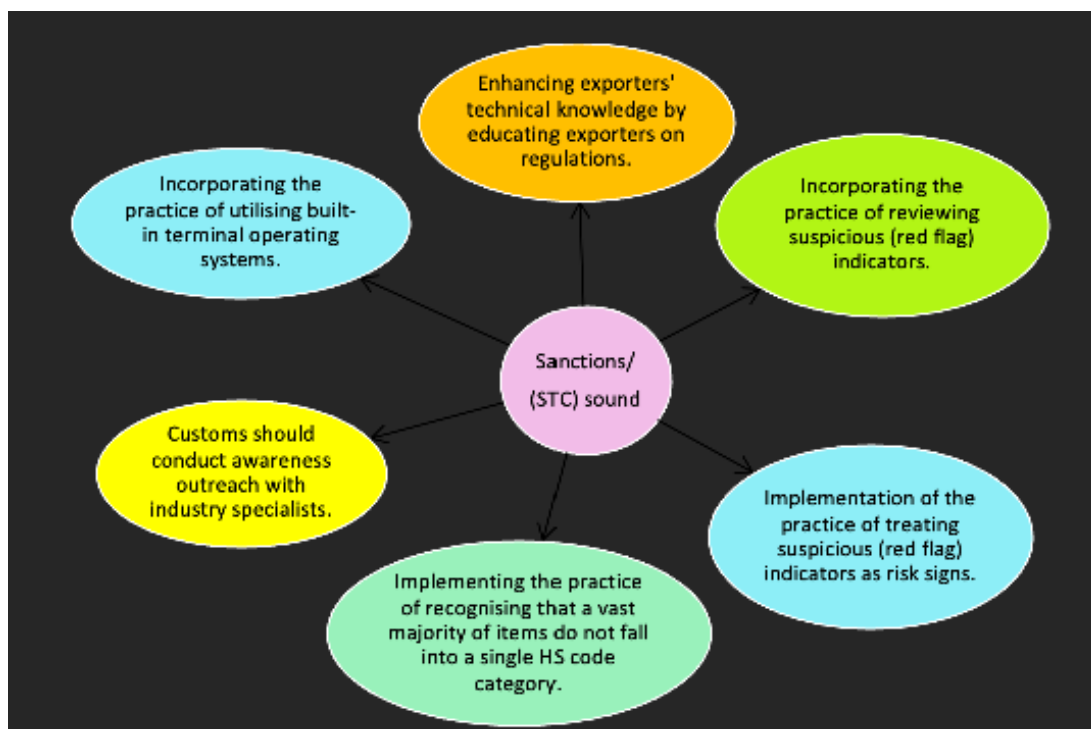 Enhancing exporters'
technical knowledge by
educating exporters on
regulations.
Incorporating the
practice of utilising built-
in terminal operating
systems.
Incorporating the
practice of reviewing
suspicious (red flag)
indicators.
Sanctions/
(STC) sound
Customs should
conduct awareness
outreach with
industry specialists.
Implementation of the
practice of treating
suspicious (red flag)
indicators as risk signs.
Implementing the practice
of recognising that a vast
majority of items do not fall
into a single HS code
category.